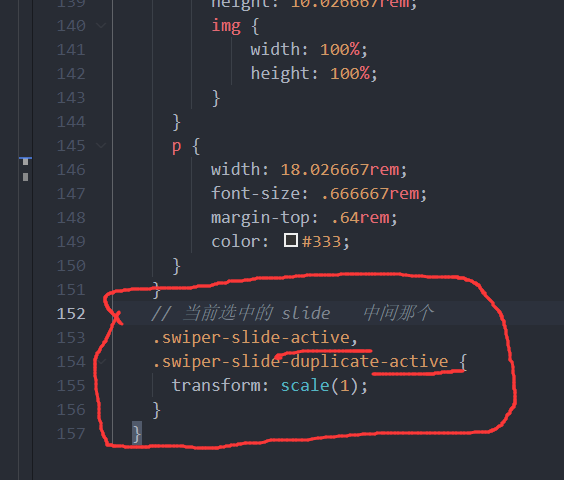 139 height: 10.026667rem;
140 img {
141 width: 100%;
142 height: 100%;
143 }
144 }
145 p {
146 width: 18.026667rem;
147 font-size: .666667rem;
148 margin-top: .64rem;
149 color: #333;
150 }
151 }
152 // 当前选中的 slide 中间那个
153 .swiper-slide-active,
154 .swiper-slide-duplicate-active {
155 transform: scale(1);
156 }
157 }